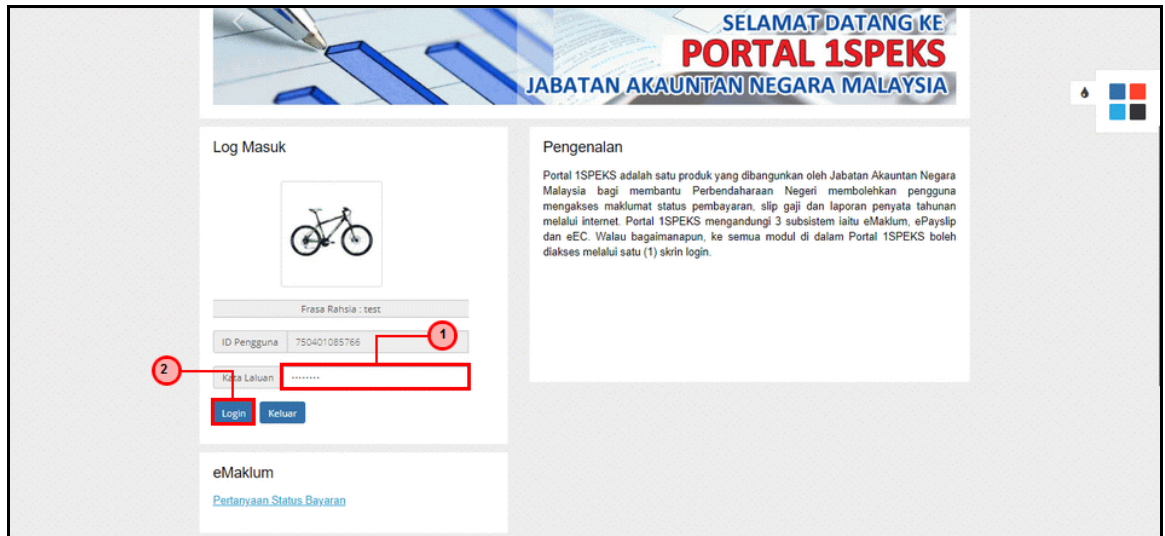 SELAMAT DATANG KE
PORTAL 1SPEKS
JABATAN AKAUNTAN NEGARA MALAYSIA
Log Masuk
Frasa Rahsia : test
ID Pengguna 750401085766
1
2
Kata Laluan ········
Login Keluar
eMaklum
Pertanyaan Status Bayaran
Pengenalan
Portal 1SPEKS adalah satu produk yang dibangunkan oleh Jabatan Akauntan Negara
Malaysia bagi membantu Perbendaharaan Negeri membolehkan pengguna
mengakses maklumat status pembayaran, slip gaji dan laporan penyata tahunan
melalui internet. Portal 1SPEKS mengandungi 3 subsistem iaitu eMaklum, ePayslip
dan eEC. Walau bagaimanapun, ke semua modul di dalam Portal 1SPEKS boleh
diakses melalui satu (1) skrin login.